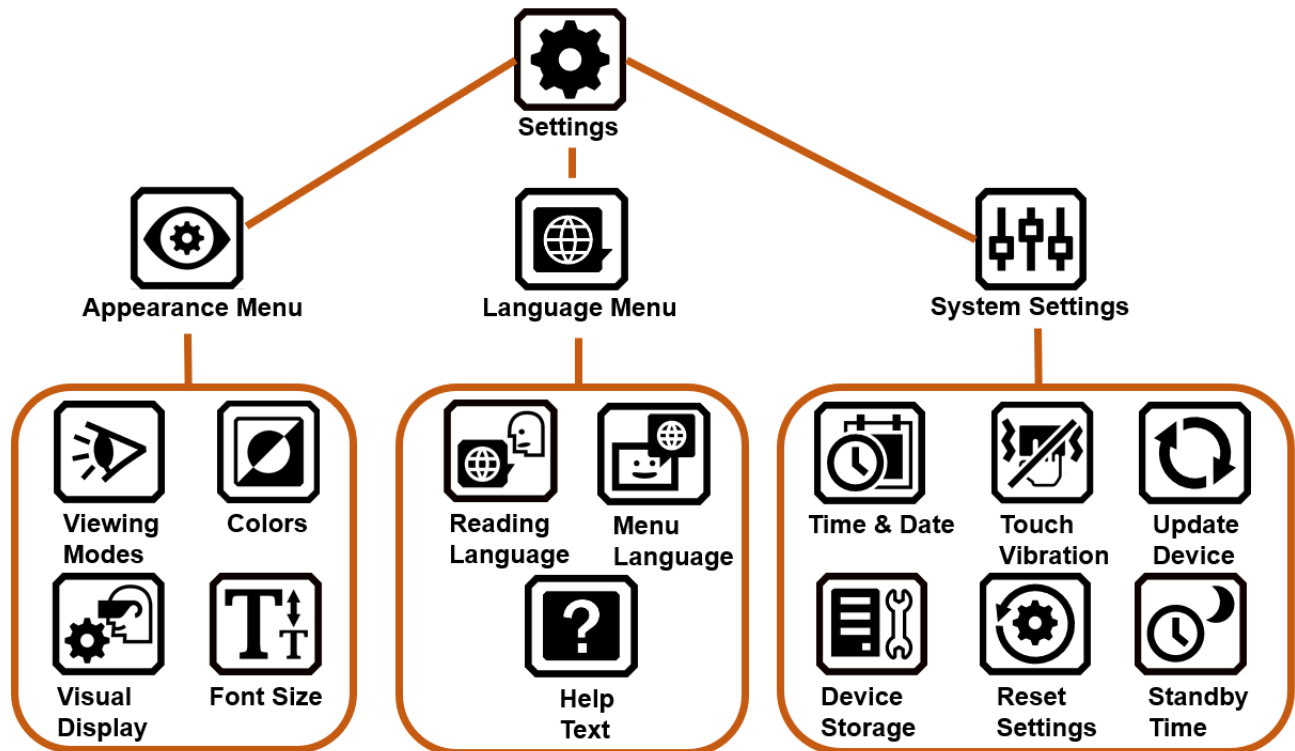 Settings
Appearance Menu
Language Menu
System Settings
Viewing
Modes
Colors
Visual
Display
Font Size
Reading
Language
Menu
Language
?
Help
Text
Time & Date
Touch
Vibration
Update
Device
Device
Storage
Reset
Settings
Standby
Time